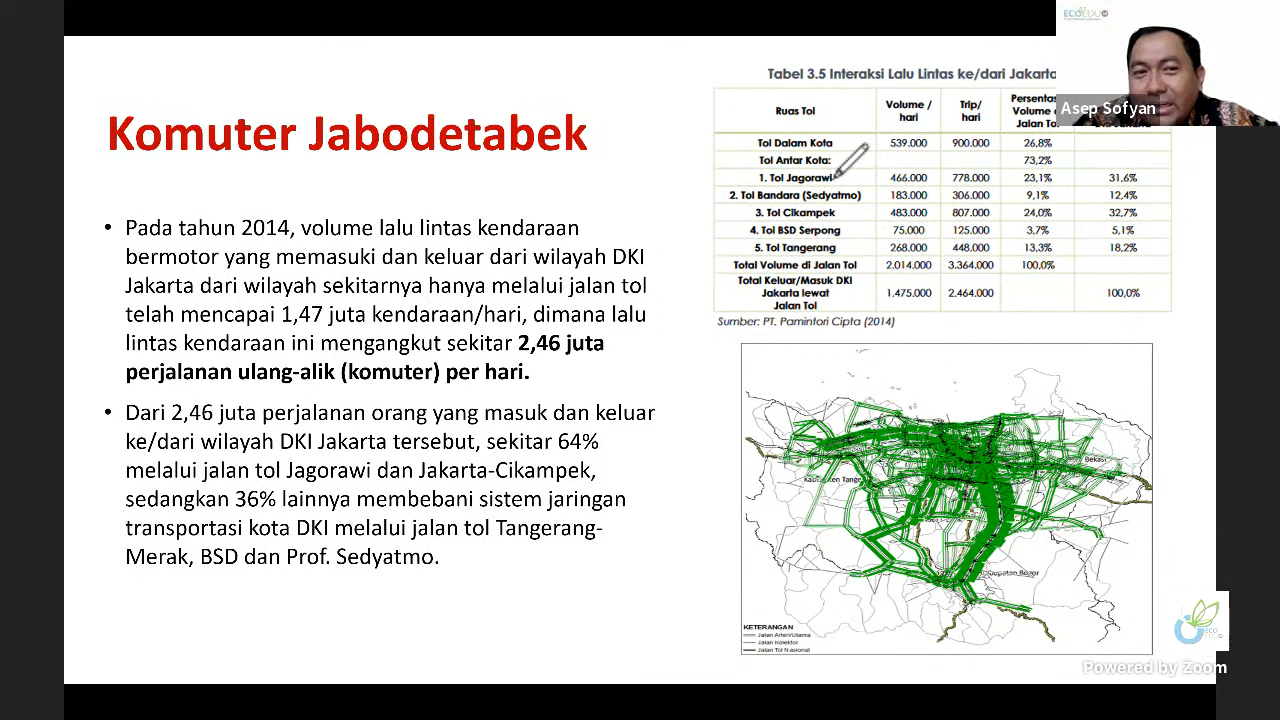 ECOEDU
Tabel 3.5 Interaksi Lalu Lintas ke/dari Jakarta
Asep Sofyan
Komuter Jabodetabek
• Pada tahun 2014, volume lalu lintas kendaraan
bermotor yang memasuki dan keluar dari wilayah DKI
Jakarta dari wilayah sekitarnya hanya melalui jalan tol
telah mencapai 1,47 juta kendaraan/hari, dimana lalu
lintas kendaraan ini mengangkut sekitar 2,46 juta
perjalanan ulang-alik (komuter) per hari.
• Dari 2,46 juta perjalanan orang yang masuk dan keluar
ke/dari wilayah DKI Jakarta tersebut, sekitar 64%
melalui jalan tol Jagorawi dan Jakarta-Cikampek,
sedangkan 36% lainnya membebani sistem jaringan
transportasi kota DKI melalui jalan tol Tangerang-
Merak, BSD dan Prof. Sedyatmo.
Ruas Tol Volume / hari Trip/ hari Volume Jalan Tol
Tol Dalam Kota 539.000 900.000 26,8%
Tol Antar Kota: 73,2%
1. Tol Jagorawi 466.000 778.000 23,1% 31,6%
2. Tol Bandara (Sedyatmo) 183.000 306.000 9,1% 12,4%
3. Tol Cikampek 483.000 807.000 24,0% 32,7%
4. Tol BSD Serpong 75.000 125.000 3,7% 5,1%
5. Tol Tangerang 268.000 448.000 13,3% 18,2%
Total Volume di Jalan Tol 2.014.000 3.364.000 100,0%
Total Keluar/Masuk DKI
Jakarta lewat 1.475.000 2.464.000 100,0%
Jalan Tol
Sumber: PT. Pamintori Cipta (2014)
Bekasi
KETERANGAN
Jalan Arteri/Utama
Jalan Kolektor
Jalan Tol Nasional
ECO
EDU
Powered by Zoom